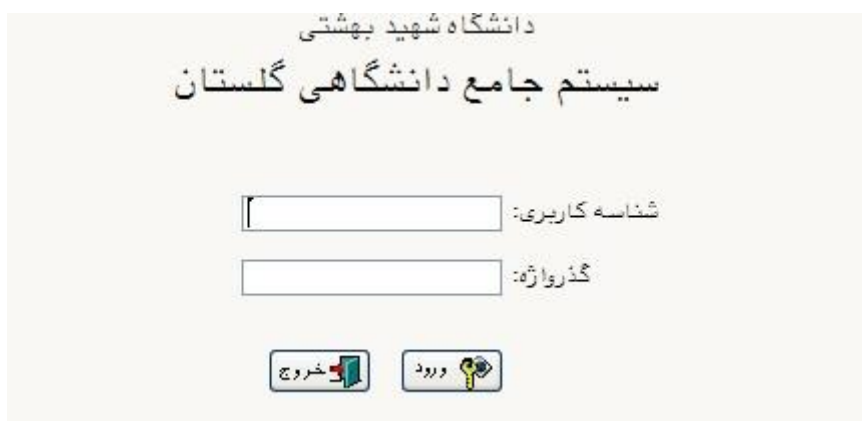 دانشگاه شهید بهشتی
سیستم جامع دانشگاهی گلستان
شناسه کاربری:
گذرواژه:
ورود
خروج